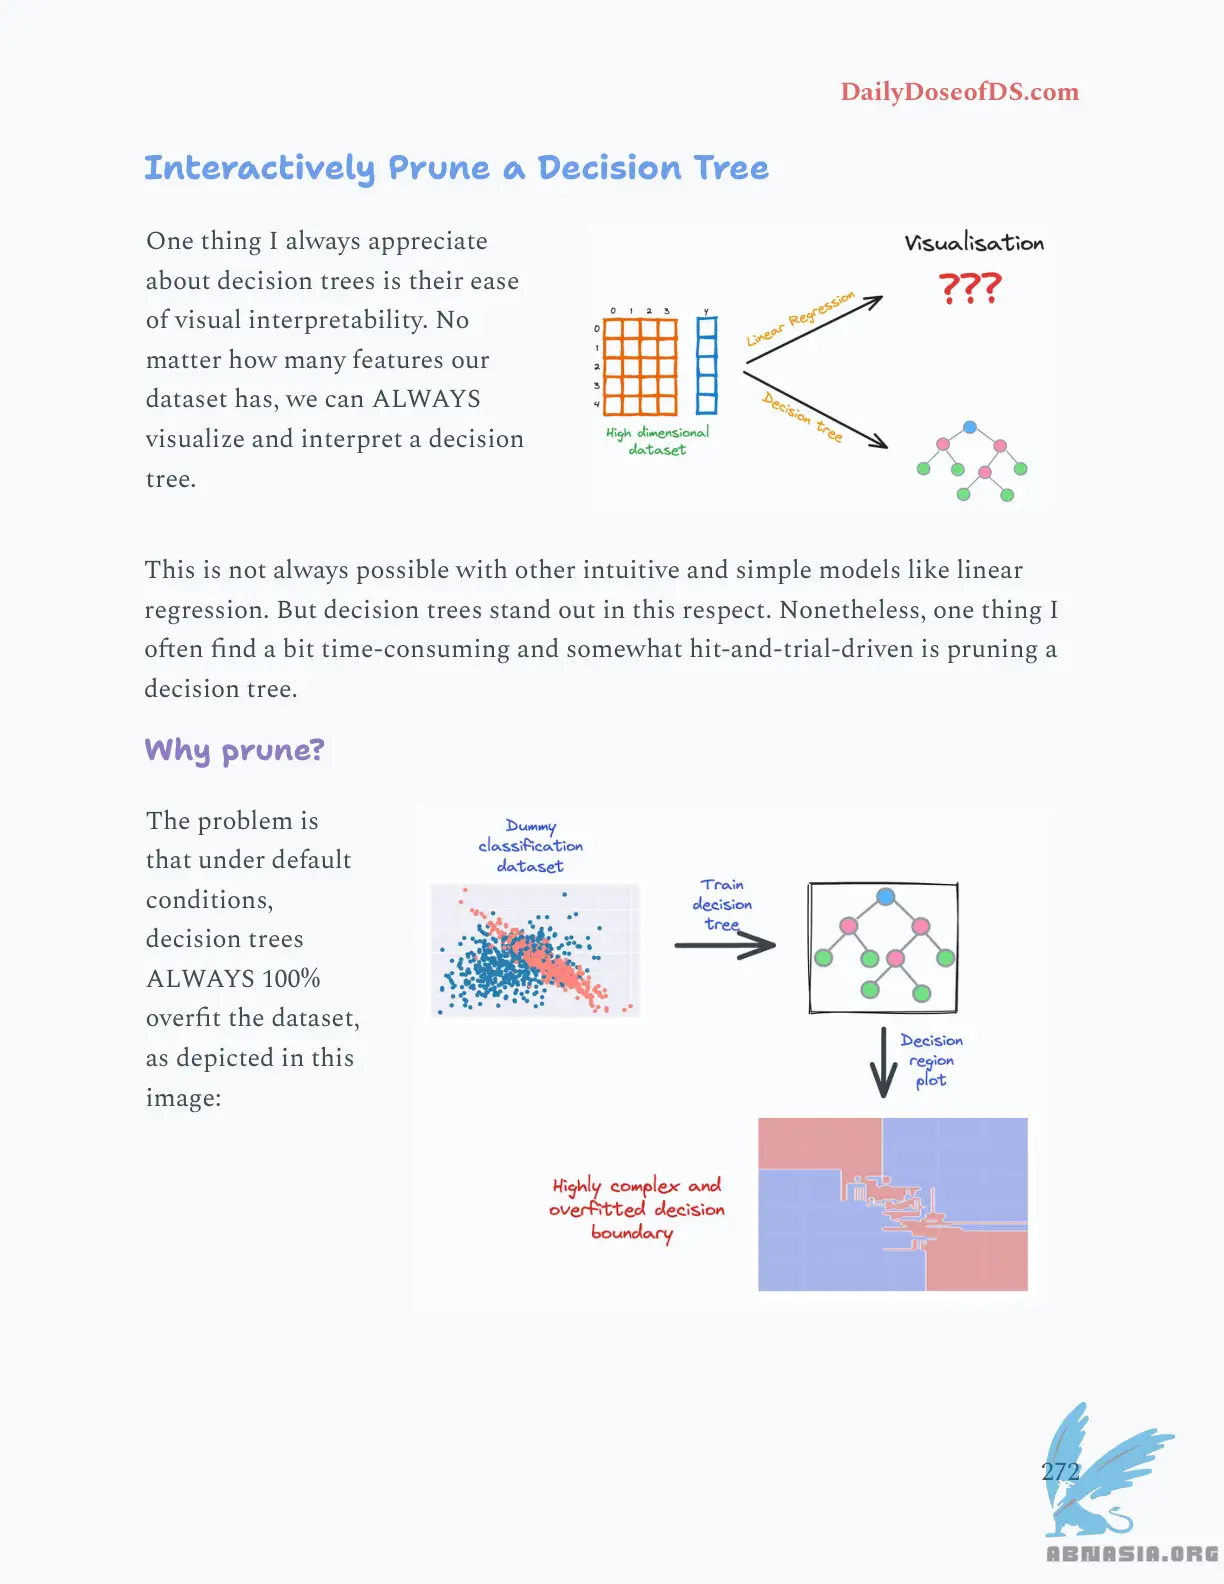 DailyDoseofDS.com
Interactively Prune a Decision Tree
One thing I always appreciate
about decision trees is their ease
of visual interpretability. No
matter how many features our
dataset has, we can ALWAYS
visualize and interpret a decision
tree.
Visualisation
???
0 1 2 3 y
0
1
2
3
4
Linear Regression
Decision tree
High dimensional
dataset
This is not always possible with other intuitive and simple models like linear
regression. But decision trees stand out in this respect. Nonetheless, one thing I
often find a bit time-consuming and somewhat hit-and-trial-driven is pruning a
decision tree.
Why prune?
The problem is
that under default
conditions,
decision trees
ALWAYS 100%
overfit the dataset,
as depicted in this
image:
Dummy
classification
dataset
Train
decision
tree
Decision
region
plot
Highly complex and
overfitted decision
boundary
272
ABNASIA.ORG